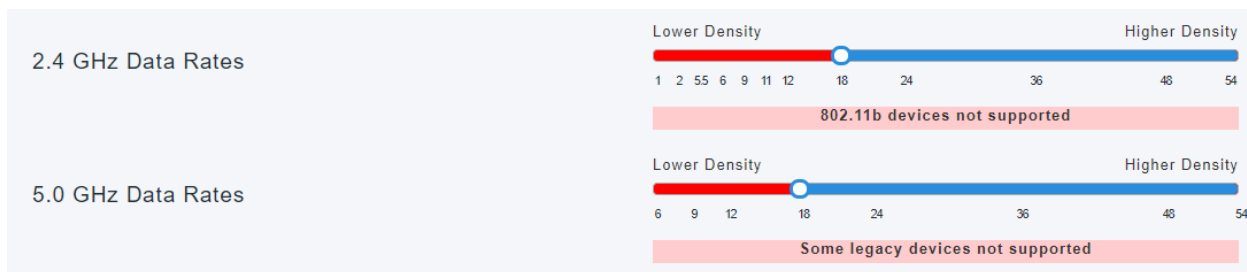 Lower Density Higher Density
2.4 GHz Data Rates
1 2 5.5 6 9 11 12 18 24 36 48 54
802.11b devices not supported
Lower Density Higher Density
5.0 GHz Data Rates
6 9 12 18 24 36 48 54
Some legacy devices not supported